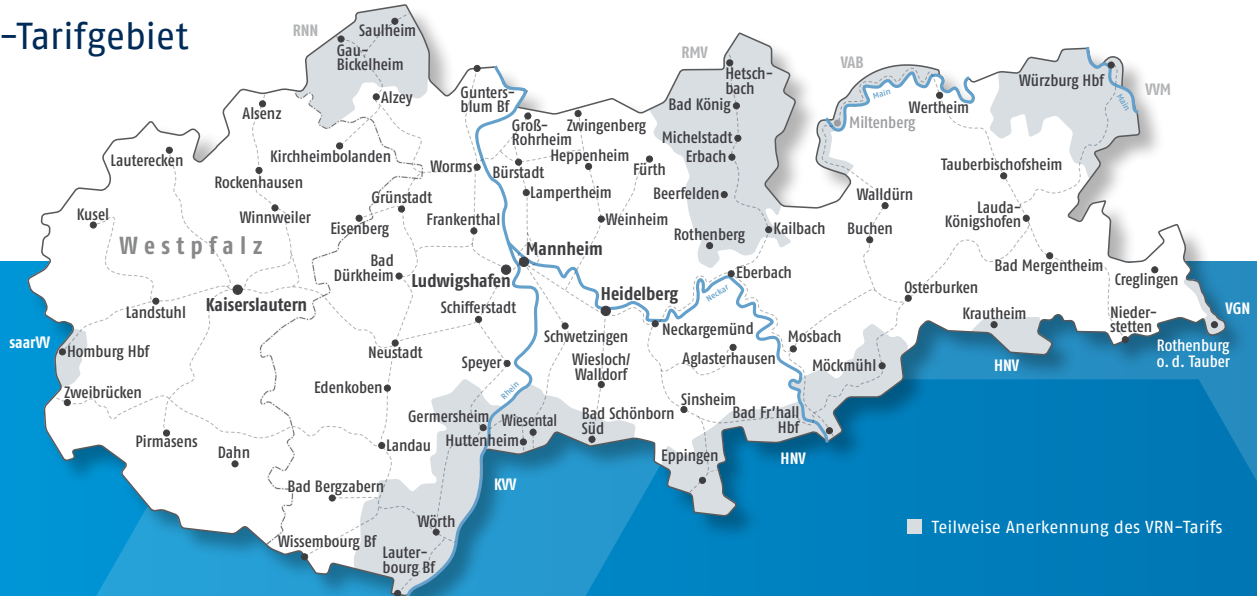 –Tarifgebiet
RNN
Saulheim
Gau-
Bickelheim
Alzey
Gunters-
blum Bf
RMV
Hetsch-
bach
Bad König
Michelstadt
Erbach
Beerfelden
Rothenberg
Kailbach
VAB
Main
Miltenberg
Wertheim
Würzburg Hbf
Main
VVM
Alsenz
Lauterecken
Kirchheimbolanden
Rockenhausen
Kusel
Winnweiler
Westpfalz
Kaiserslautern
Landstuhl
Worms
Grünstadt
Eisenberg
Frankenthal
Bad
Dürkheim
Ludwigshafen
Mannheim
Groß-
Rohrheim
Zwingenberg
Heppenheim
Bürstadt
Fürth
Lampertheim
Weinheim
Heidelberg
Neckar
Eberbach
Tauberbischofsheim
Walldürn
Lauda-
Königshofen
Buchen
Bad Mergentheim
Creglingen
Osterburken
Krautheim
Nieder-
stetten
VGN
Rothenburg
o. d. Tauber
HNV
saarVV
Homburg Hbf
Zweibrücken
Pirmasens
Dahn
Schifferstadt
Neustadt
Speyer
Edenkoben
Rhein
Schwetzingen
Wiesloch/
Walldorf
Neckargemünd
Aglasterhausen
Mosbach
Möckmühl
Sinsheim
Bad Fr'hall
Hbf
Bad Schönborn
Süd
Germersheim
Wiesental
Huttenheim
Landau
Eppingen
HNV
KVV
Bad Bergzabern
Wörth
Wissembourg Bf
Lauter-
bourg Bf
Teilweise Anerkennung des VRN-Tarifs